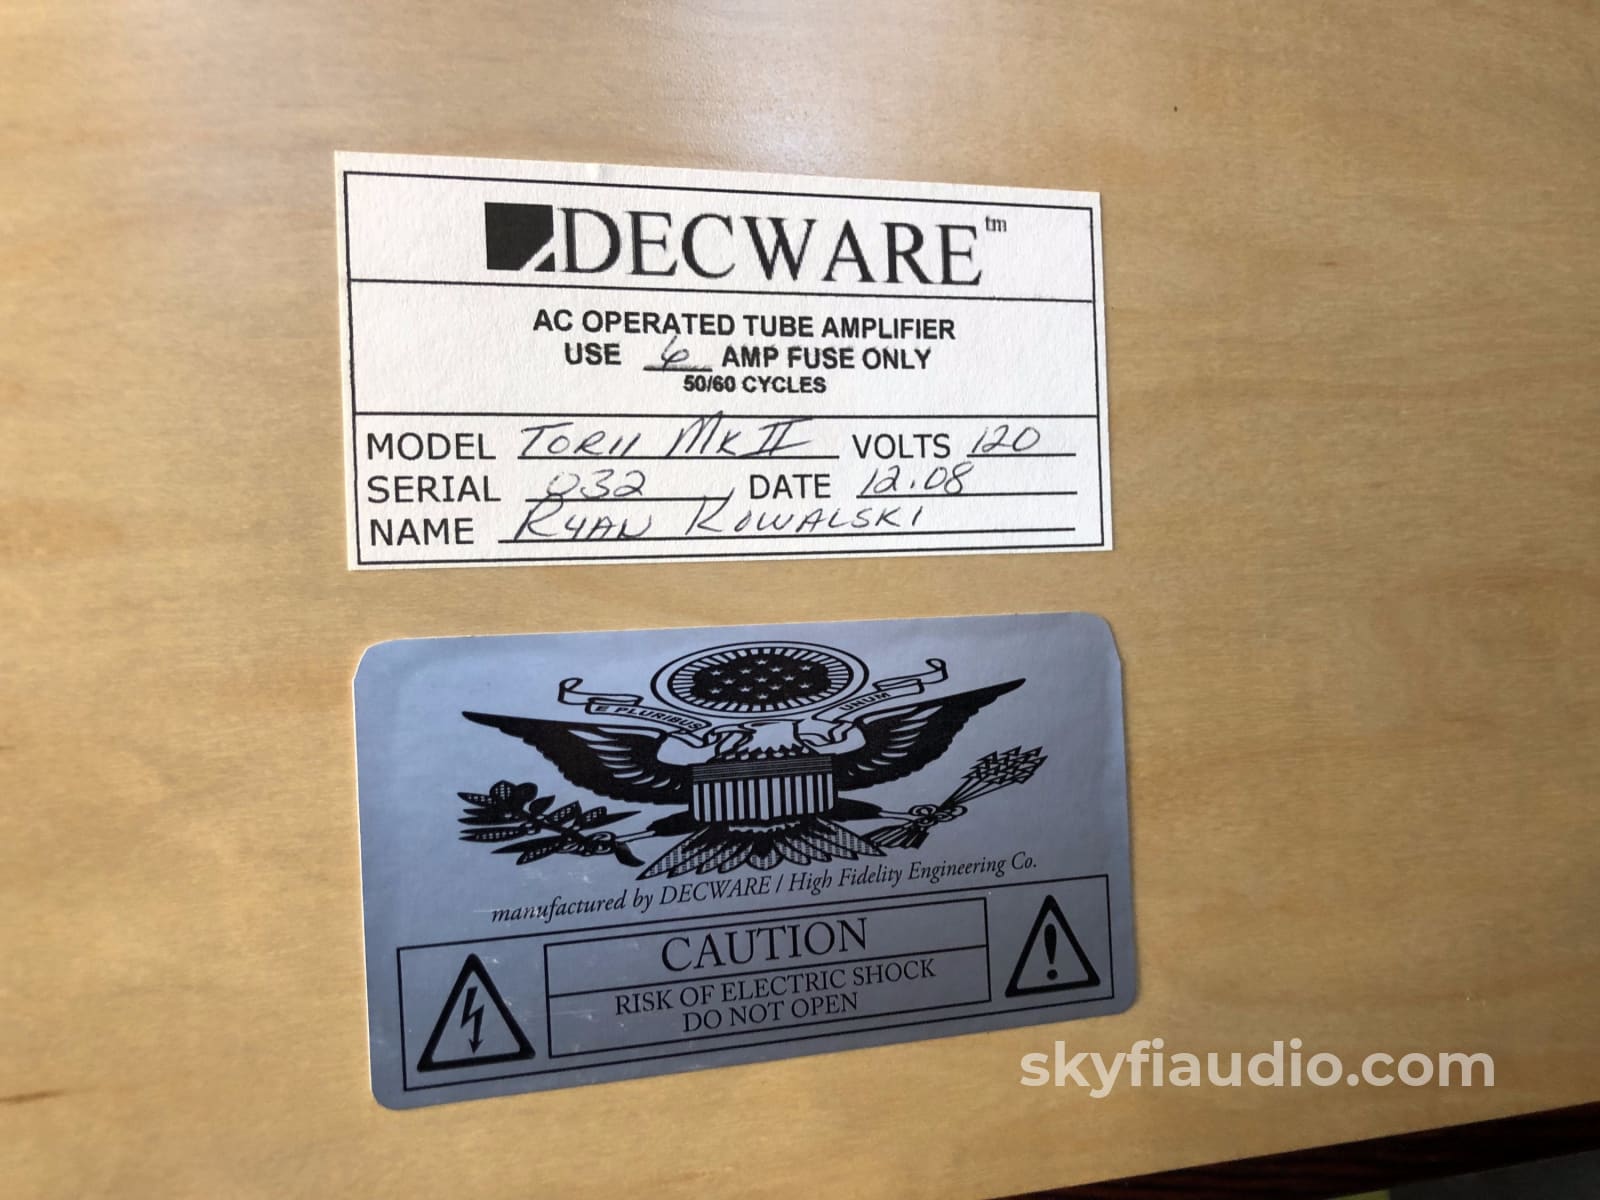 DECWARE™
AC OPERATED TUBE AMPLIFIER
USE 6 AMP FUSE ONLY
50/60 CYCLES
MODEL TORII MK II VOLTS 120
SERIAL 032 DATE 12.08
NAME RYAN KOWALSKI
E PLURIBUS UNUM
manufactured by DECWARE / High Fidelity Engineering Co.
CAUTION
RISK OF ELECTRIC SHOCK
DO NOT OPEN
skyfiaudio.com